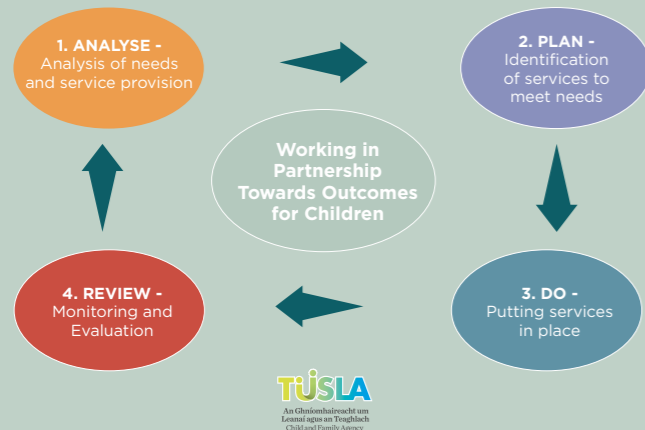 1. ANALYSE -
Analysis of needs
and service provision
2. PLAN -
Identification
of services to
meet needs
Working in
Partnership
Towards Outcomes
for Children
4. REVIEW -
Monitoring and
Evaluation
3. DO -
Putting services
in place
TUSLA
An Ghníomhaireacht um
Leanaí agus an Teaghlach
Child and Family Agency